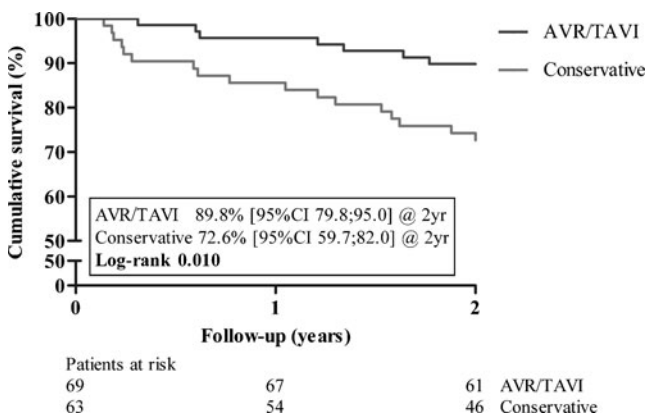 100
90
80
70
60
50
50
0
Cumulative survival (%)
AVR/TAVI
Conservative
AVR/TAVI 89.8% [95%CI 79.8;95.0] @ 2yr
Conservative 72.6% [95%CI 59.7;82.0] @ 2yr
Log-rank 0.010
0 1 2
Follow-up (years)
Patients at risk
69 67 61 AVR/TAVI
63 54 46 Conservative